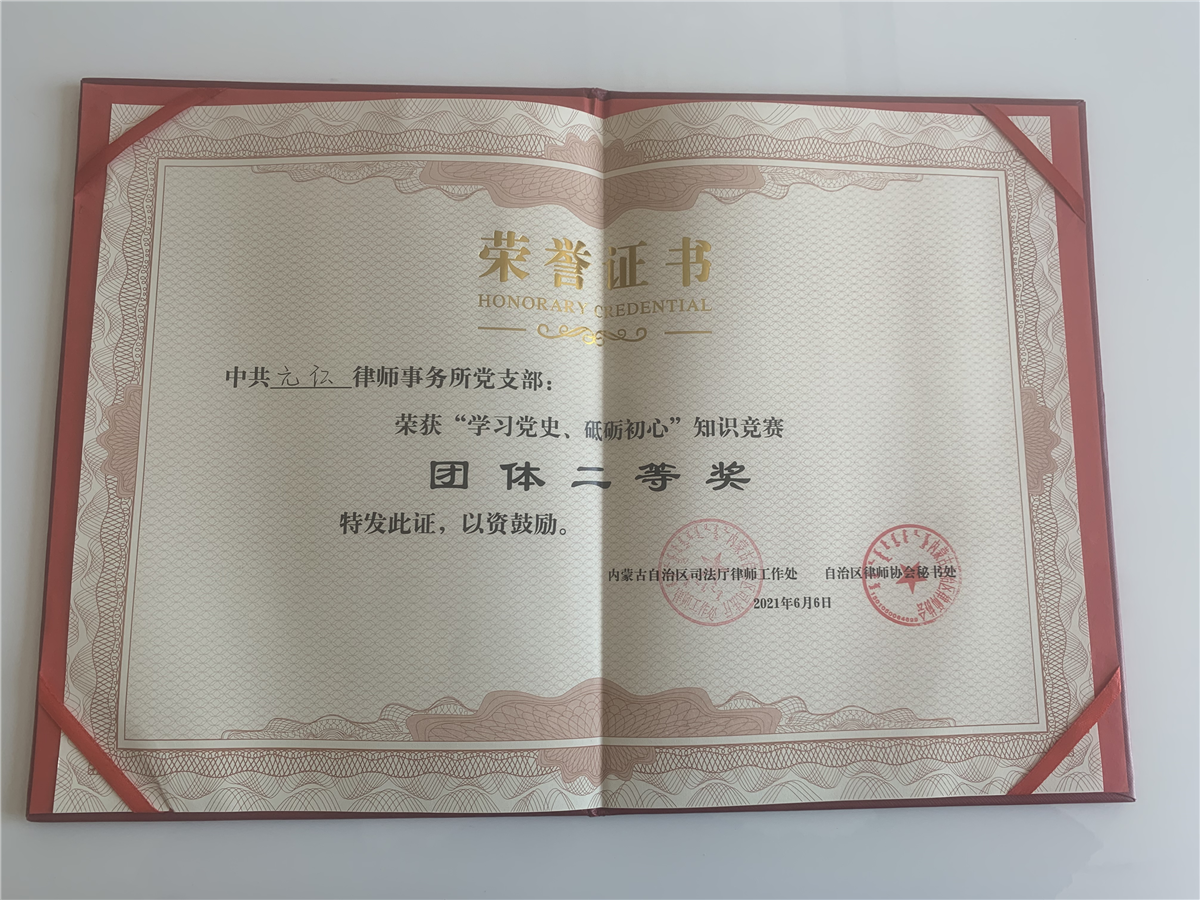 荣誉证书
HONORARY CREDENTIAL
中共元仁律师事务所党支部：
荣获“学习党史、砥砺初心”知识竞赛
团体二等奖
特发此证，以资鼓励。
内蒙古自治区司法厅律师工作处 自治区律师协会秘书处
2021年6月6日